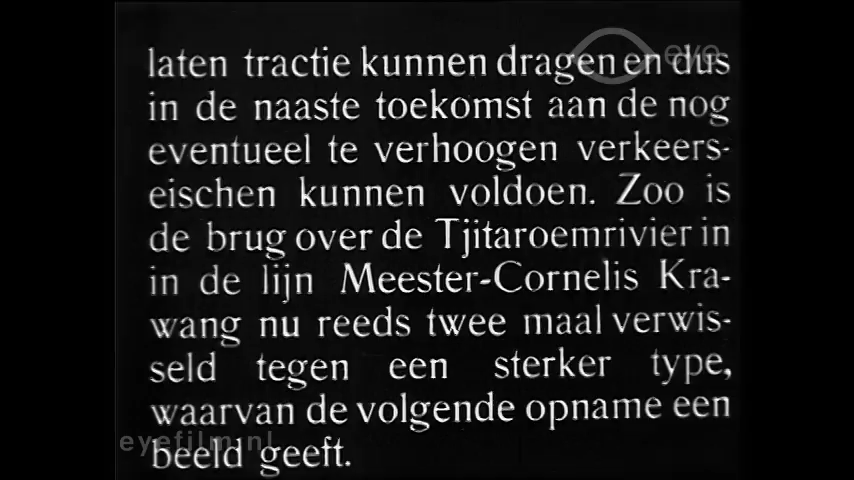 eye
laten tractie kunnen dragen en dus
in de naaste toekomst aan de nog
eventueel te verhoogen verkeers-
eischen kunnen voldoen. Zoo is
de brug over de Tjitaroemrivier in
in de lijn Meester-Cornelis Kra-
wang nu reeds twee maal verwis-
seld tegen een sterker type,
waarvan de volgende opname een
beeld geeft.
eyefilm.nl